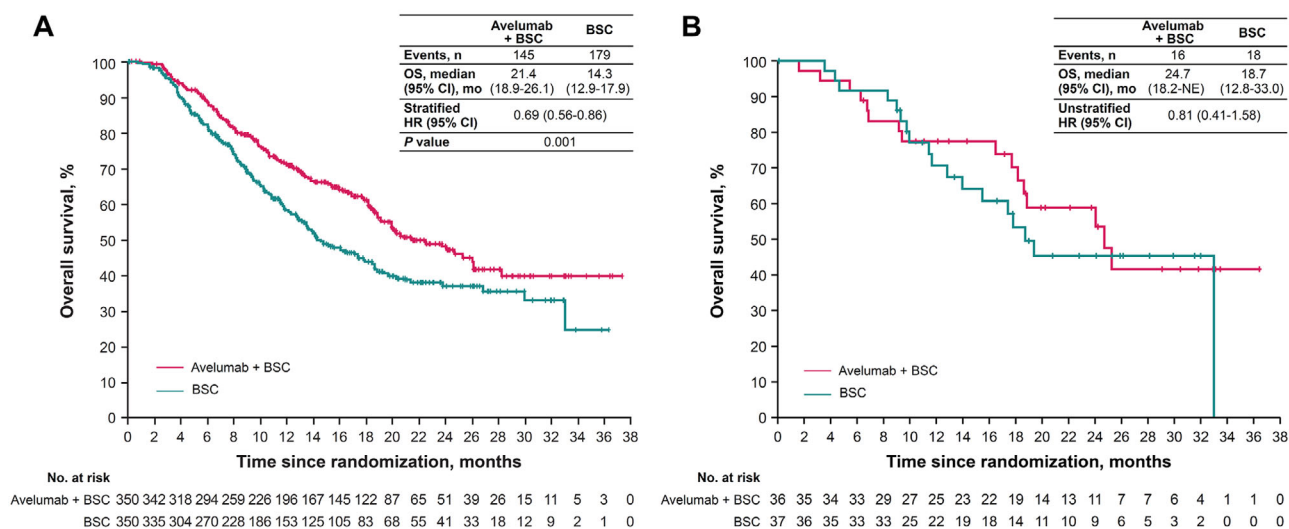 A
Avelumab + BSC BSC
Events, n 145 179
OS, median (95% CI), mo 21.4 (18.9-26.1) 14.3 (12.9-17.9)
Stratified HR (95% CI) 0.69 (0.56-0.86)
P value 0.001
Overall survival, %
100
90
80
70
60
50
40
30
20
10
0
Avelumab + BSC
BSC
0 2 4 6 8 10 12 14 16 18 20 22 24 26 28 30 32 34 36 38
Time since randomization, months
No. at risk
Avelumab + BSC 350 342 318 294 259 226 196 167 145 122 87 65 51 39 26 15 11 5 3 0
BSC 350 335 304 270 228 186 153 125 105 83 68 55 41 33 18 12 9 2 1 0
B
Avelumab + BSC BSC
Events, n 16 18
OS, median (95% CI), mo 24.7 (18.2-NE) 18.7 (12.8-33.0)
Unstratified HR (95% CI) 0.81 (0.41-1.58)
Overall survival, %
100
90
80
70
60
50
40
30
20
10
0
Avelumab + BSC
BSC
0 2 4 6 8 10 12 14 16 18 20 22 24 26 28 30 32 34 36 38
Time since randomization, months
No. at risk
Avelumab + BSC 36 35 34 33 29 27 25 23 22 19 14 13 11 7 7 6 4 1 1 0
BSC 37 36 35 33 33 25 22 19 18 14 11 10 9 6 5 3 2 0 0 0